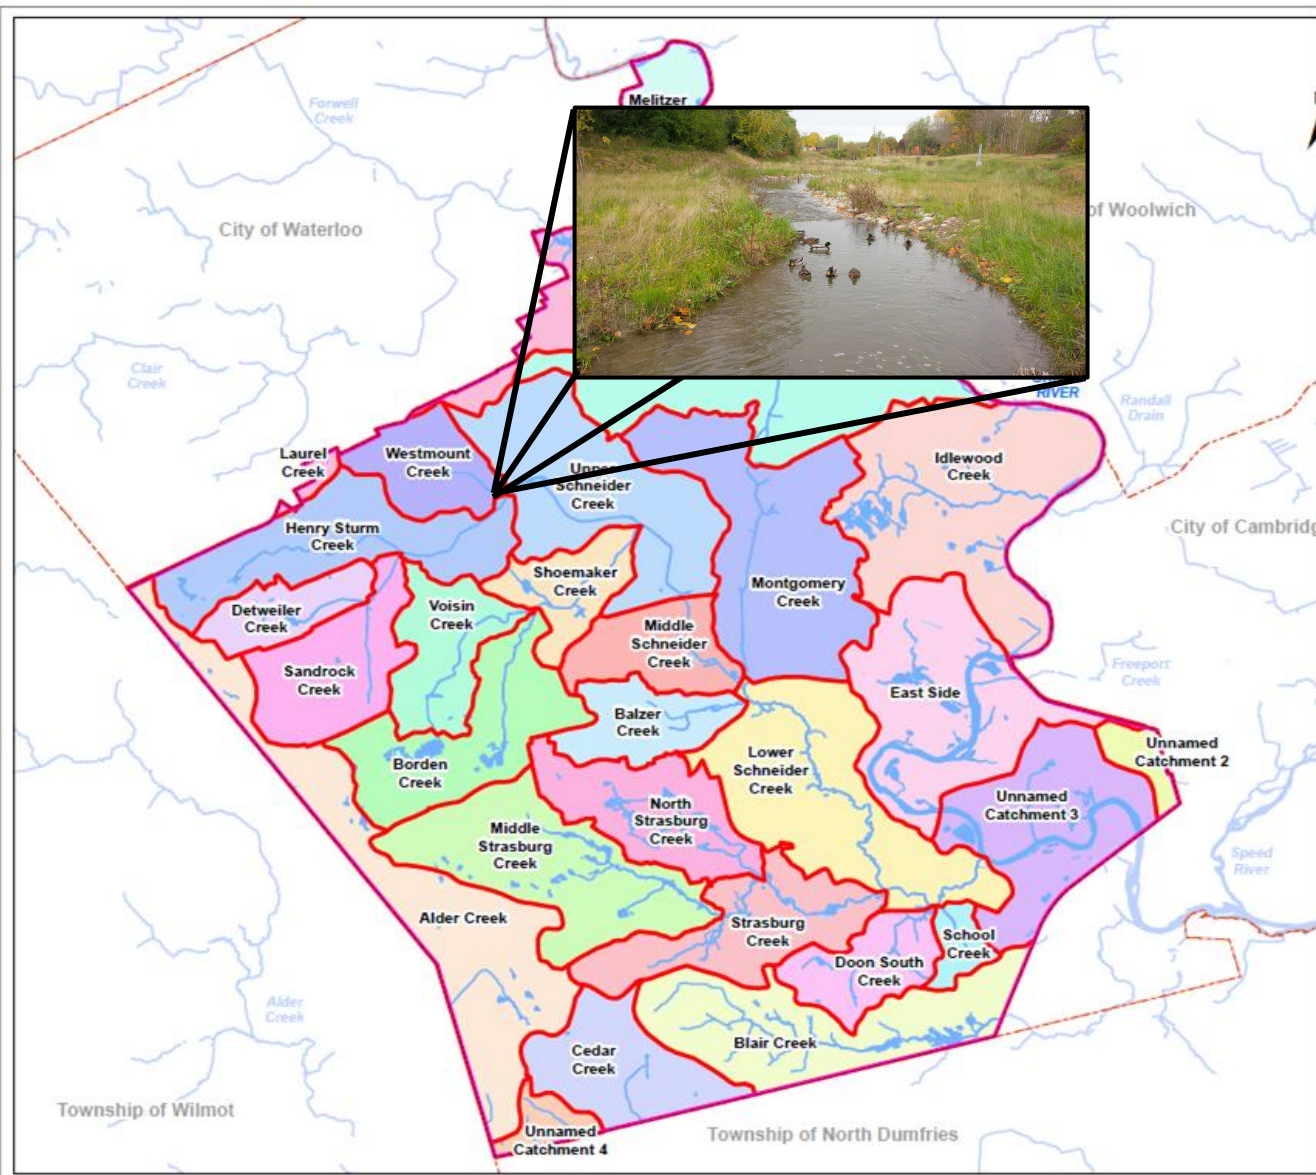 Melitzer
Forwell
Creek
City of Waterloo
of Woolwich
Clair
Creek
RIVER
Randall
Drain
Laurel
Creek
Westmount
Creek
Upper
Schneider
Creek
Idlewood
Creek
Henry Sturm
Creek
City of Cambridg
Shoemaker
Creek
Montgomery
Creek
Detweiler
Creek
Voisin
Creek
Middle
Schneider
Creek
Sandrock
Creek
Freeport
Creek
East Side
Balzer
Creek
Unnamed
Catchment 2
Borden
Creek
Lower
Schneider
Creek
Unnamed
Catchment 3
North
Strasburg
Creek
Middle
Strasburg
Creek
Speed
River
Alder Creek
Strasburg
Creek
School
Creek
Doon South
Creek
Alder
Creek
Blair Creek
Cedar
Creek
Township of Wilmot
Unnamed
Catchment 4
Township of North Dumfries